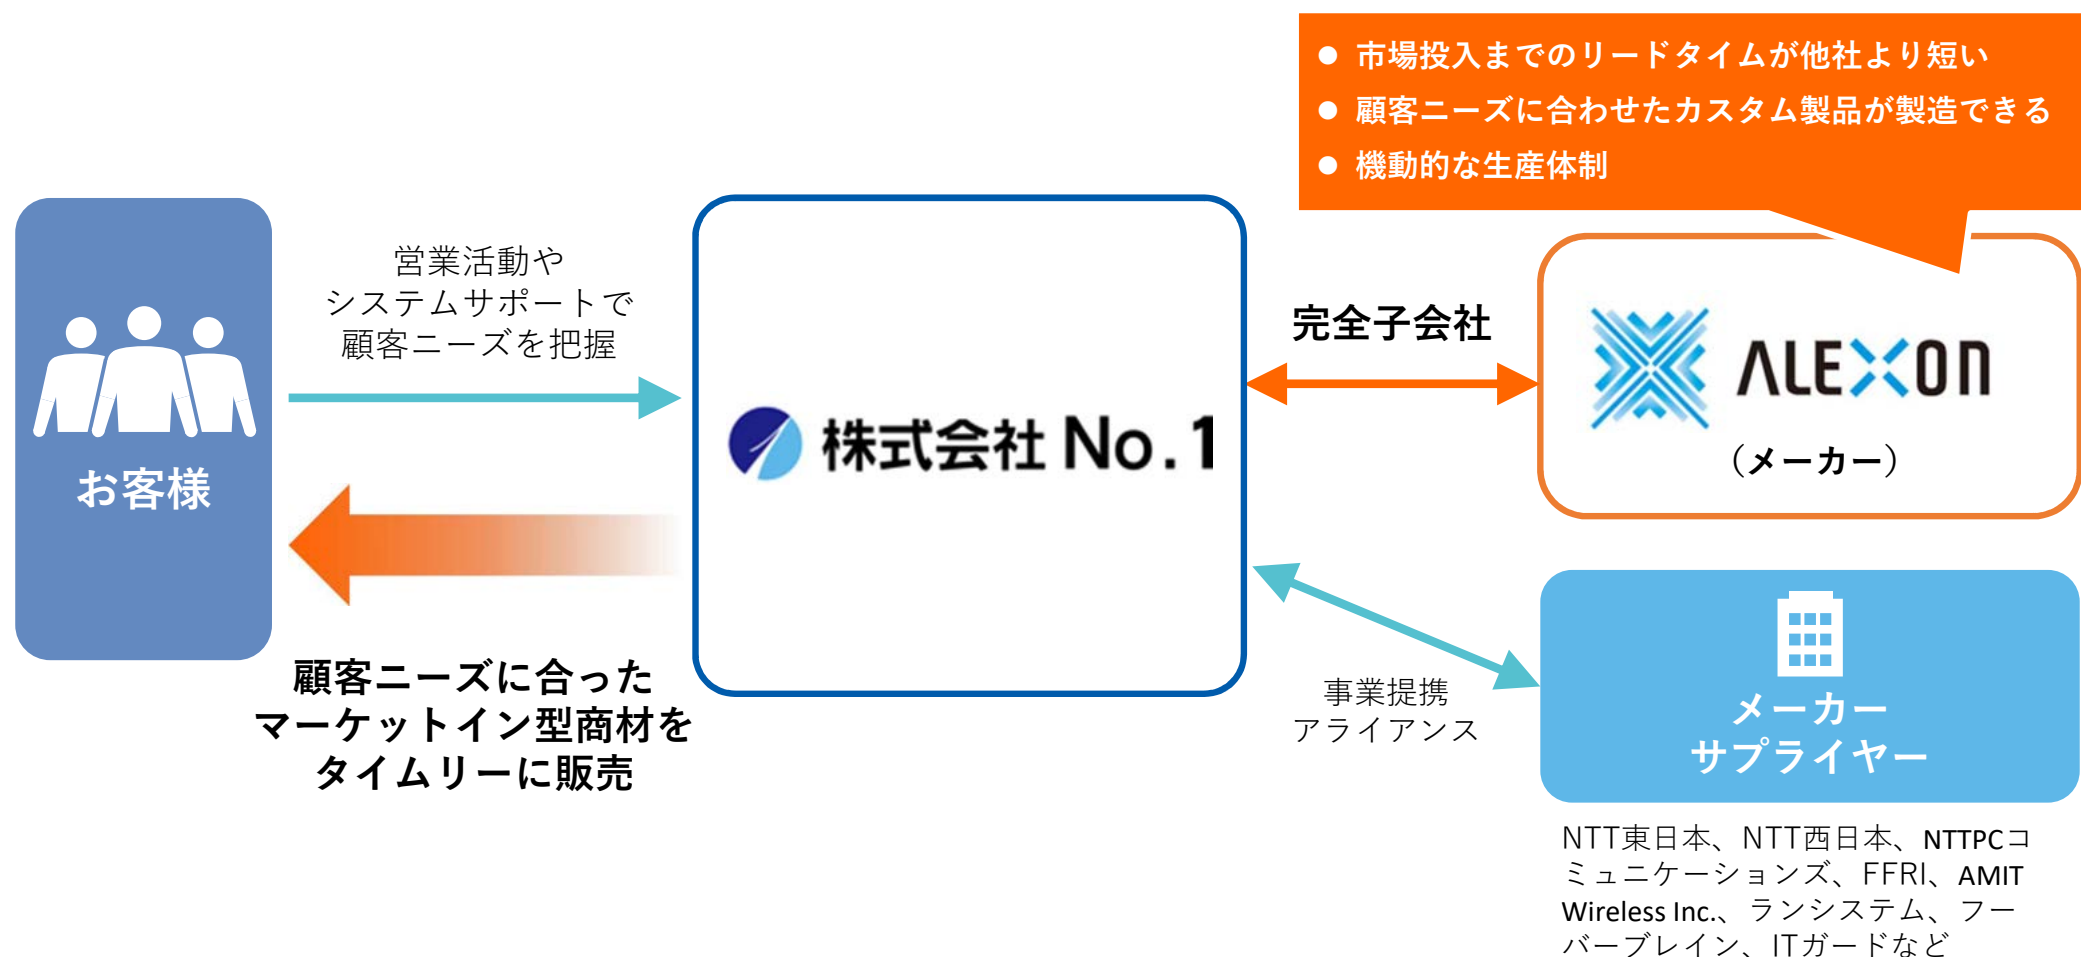 市場投入までのリードタイムが他社より短い
顧客ニーズに合わせたカスタム製品が製造できる
機動的な生産体制
お客様
営業活動や
システムサポートで
顧客ニーズを把握
顧客ニーズに合った
マーケットイン型商材を
タイムリーに販売
株式会社 No.1
完全子会社
ALEXON
（メーカー）
事業提携
アライアンス
メーカー
サプライヤー
NTT東日本、NTT西日本、NTTPCコ
ミュニケーションズ、FFRI、AMIT
Wireless Inc.、ランシステム、フー
バーブレイン、ITガードなど